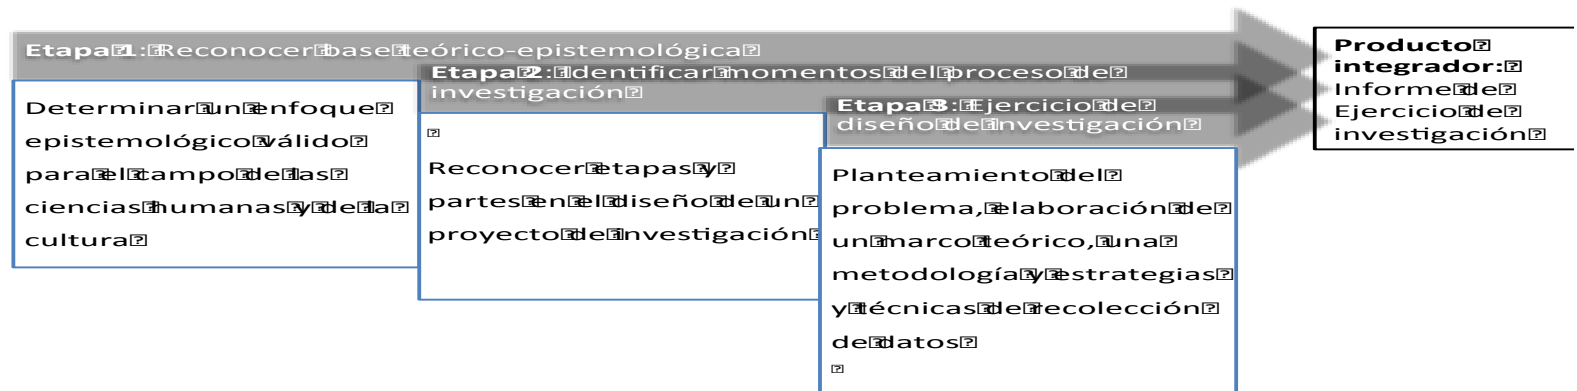 Etapa 1: Reconocer base teórico-epistemológica
Determinar un enfoque
epistemológico válido
para el campo de las
ciencias humanas y de la
cultura
Etapa 2: Identificar momentos del proceso de
investigación
Reconocer etapas y
partes en el diseño de un
proyecto de investigación
Etapa 3: Ejercicio de
diseño de investigación
Planteamiento del
problema, elaboración de
un marco teórico, una
metodología y estrategias
y técnicas de recolección
de datos
Producto
integrador:
Informe de
Ejercicio de
investigación